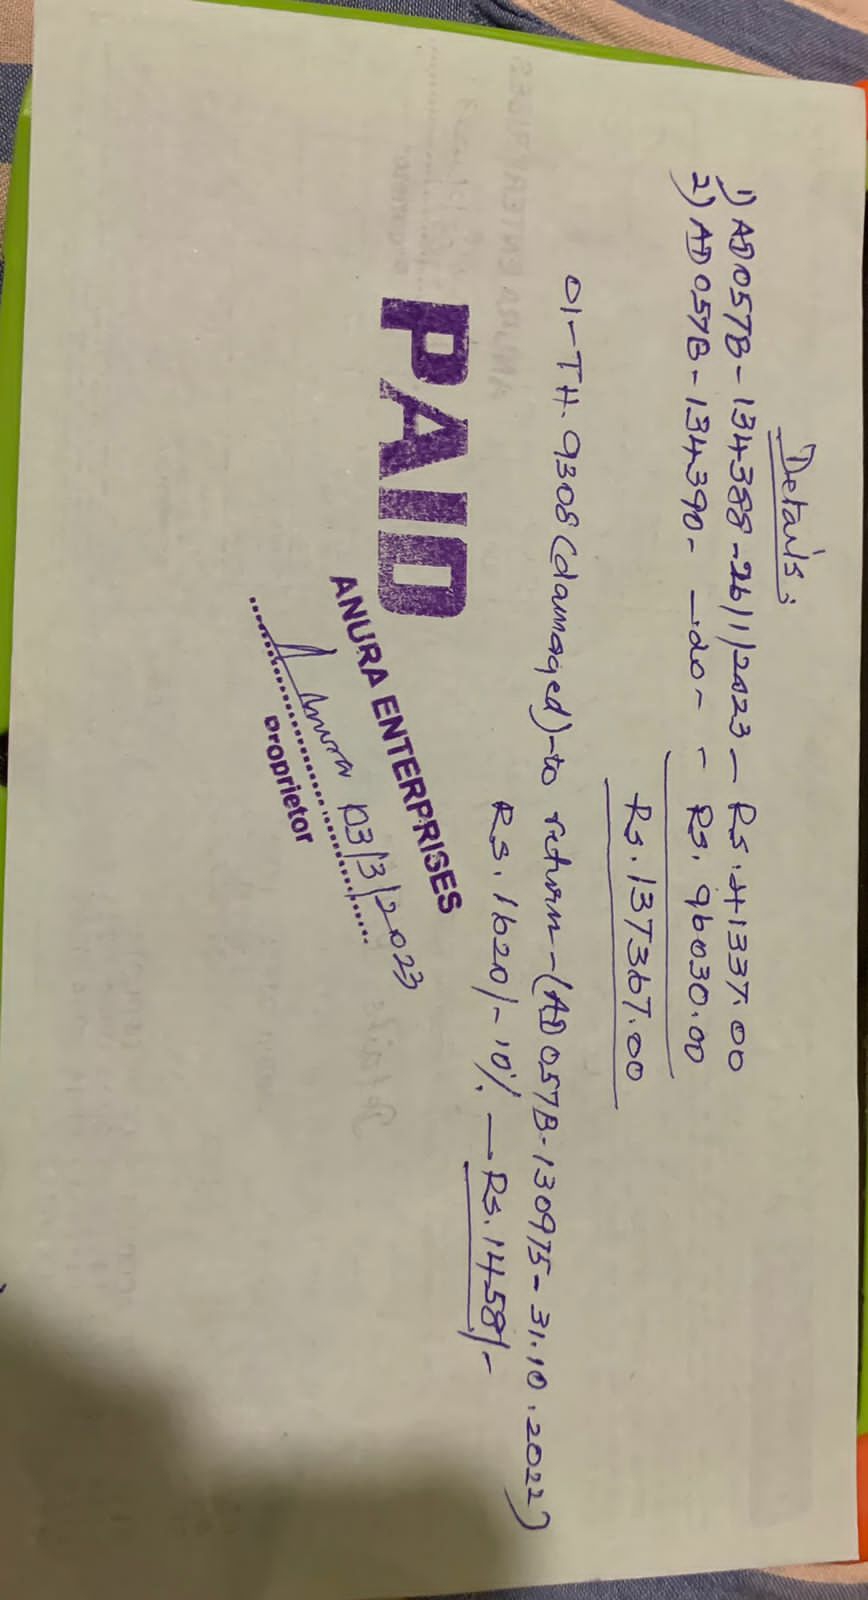 Details:
1) AD057B - 134388 - 26/1/2023 - Rs. 41337.00
2) AD057B - 134390 - -do- - Rs. 96030.00
Rs. 137367.00
01 - TH. 9308 (damaged) - to return - (AD057B - 130975 - 31.10.2022)
Rs. 1620/- 10% - Rs. 1458/-
PAID
ANURA ENTERPRISES
Anura 03/3/2023
Proprietor